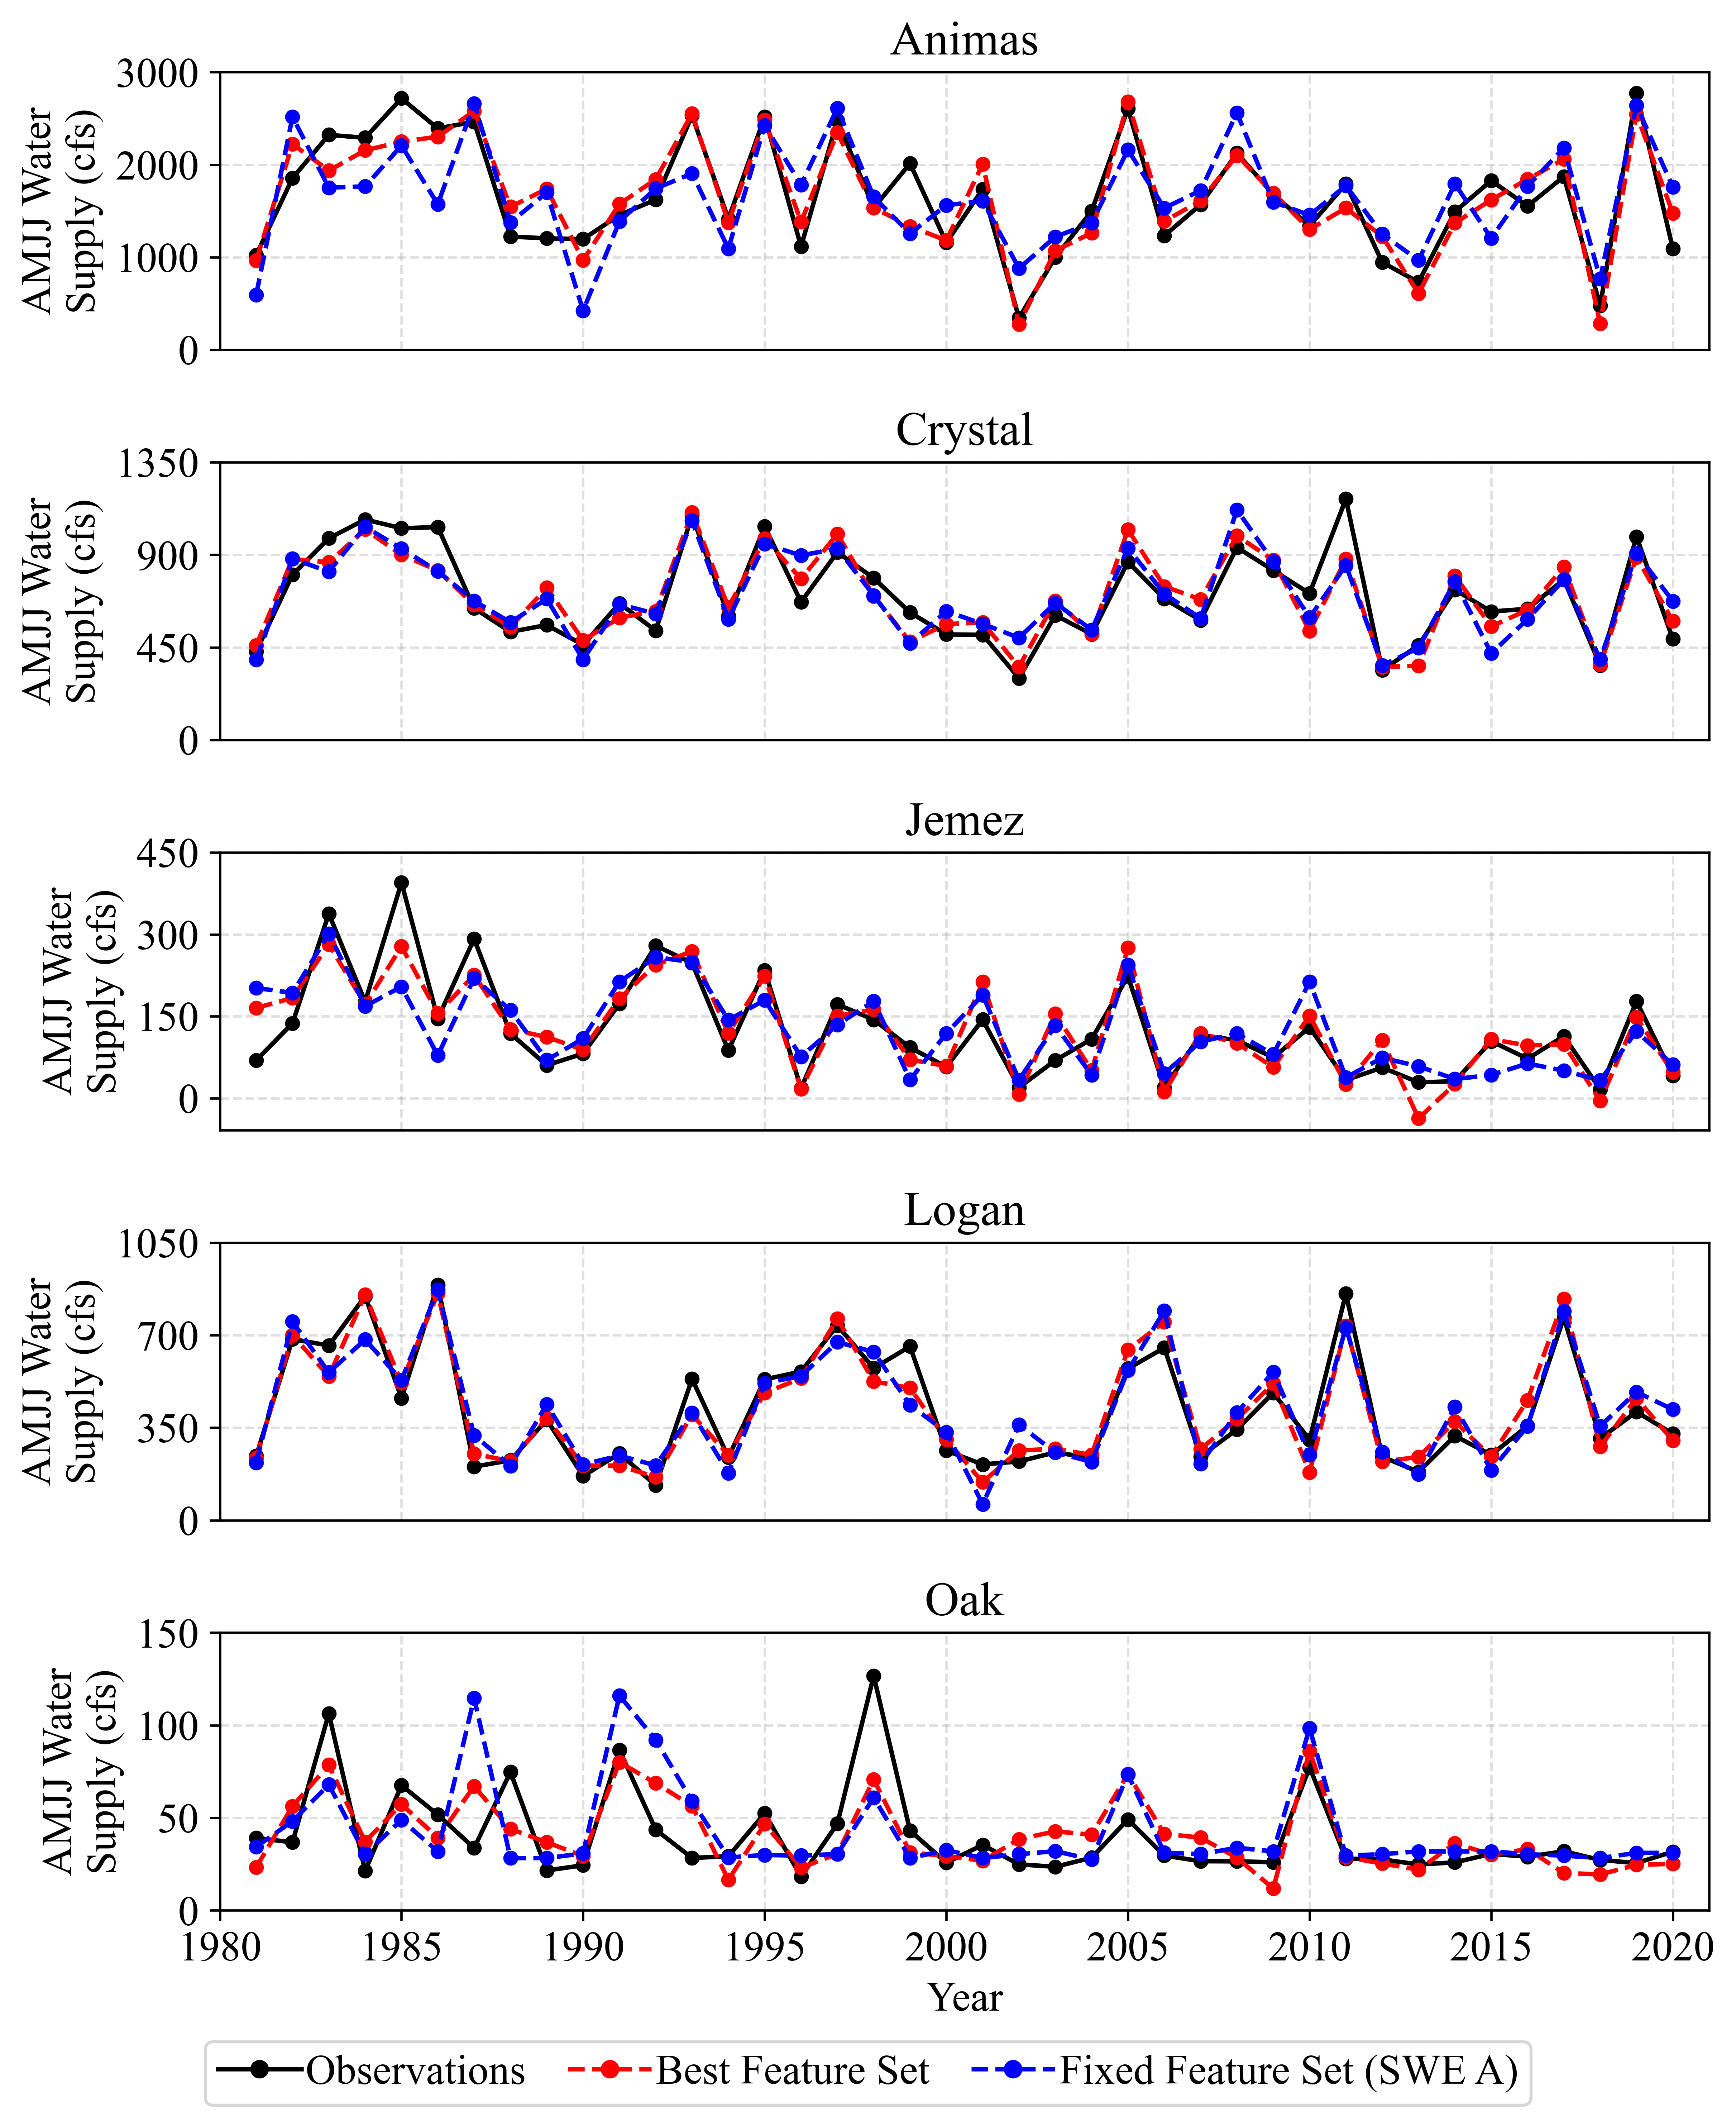 Animas
AMJJ Water
Supply (cfs)
3000
2000
1000
0
Crystal
AMJJ Water
Supply (cfs)
1350
900
450
0
Jemez
AMJJ Water
Supply (cfs)
450
300
150
0
Logan
AMJJ Water
Supply (cfs)
1050
700
350
0
Oak
AMJJ Water
Supply (cfs)
150
100
50
0
1980 1985 1990 1995 2000 2005 2010 2015 2020
Year
Observations Best Feature Set Fixed Feature Set (SWE A)